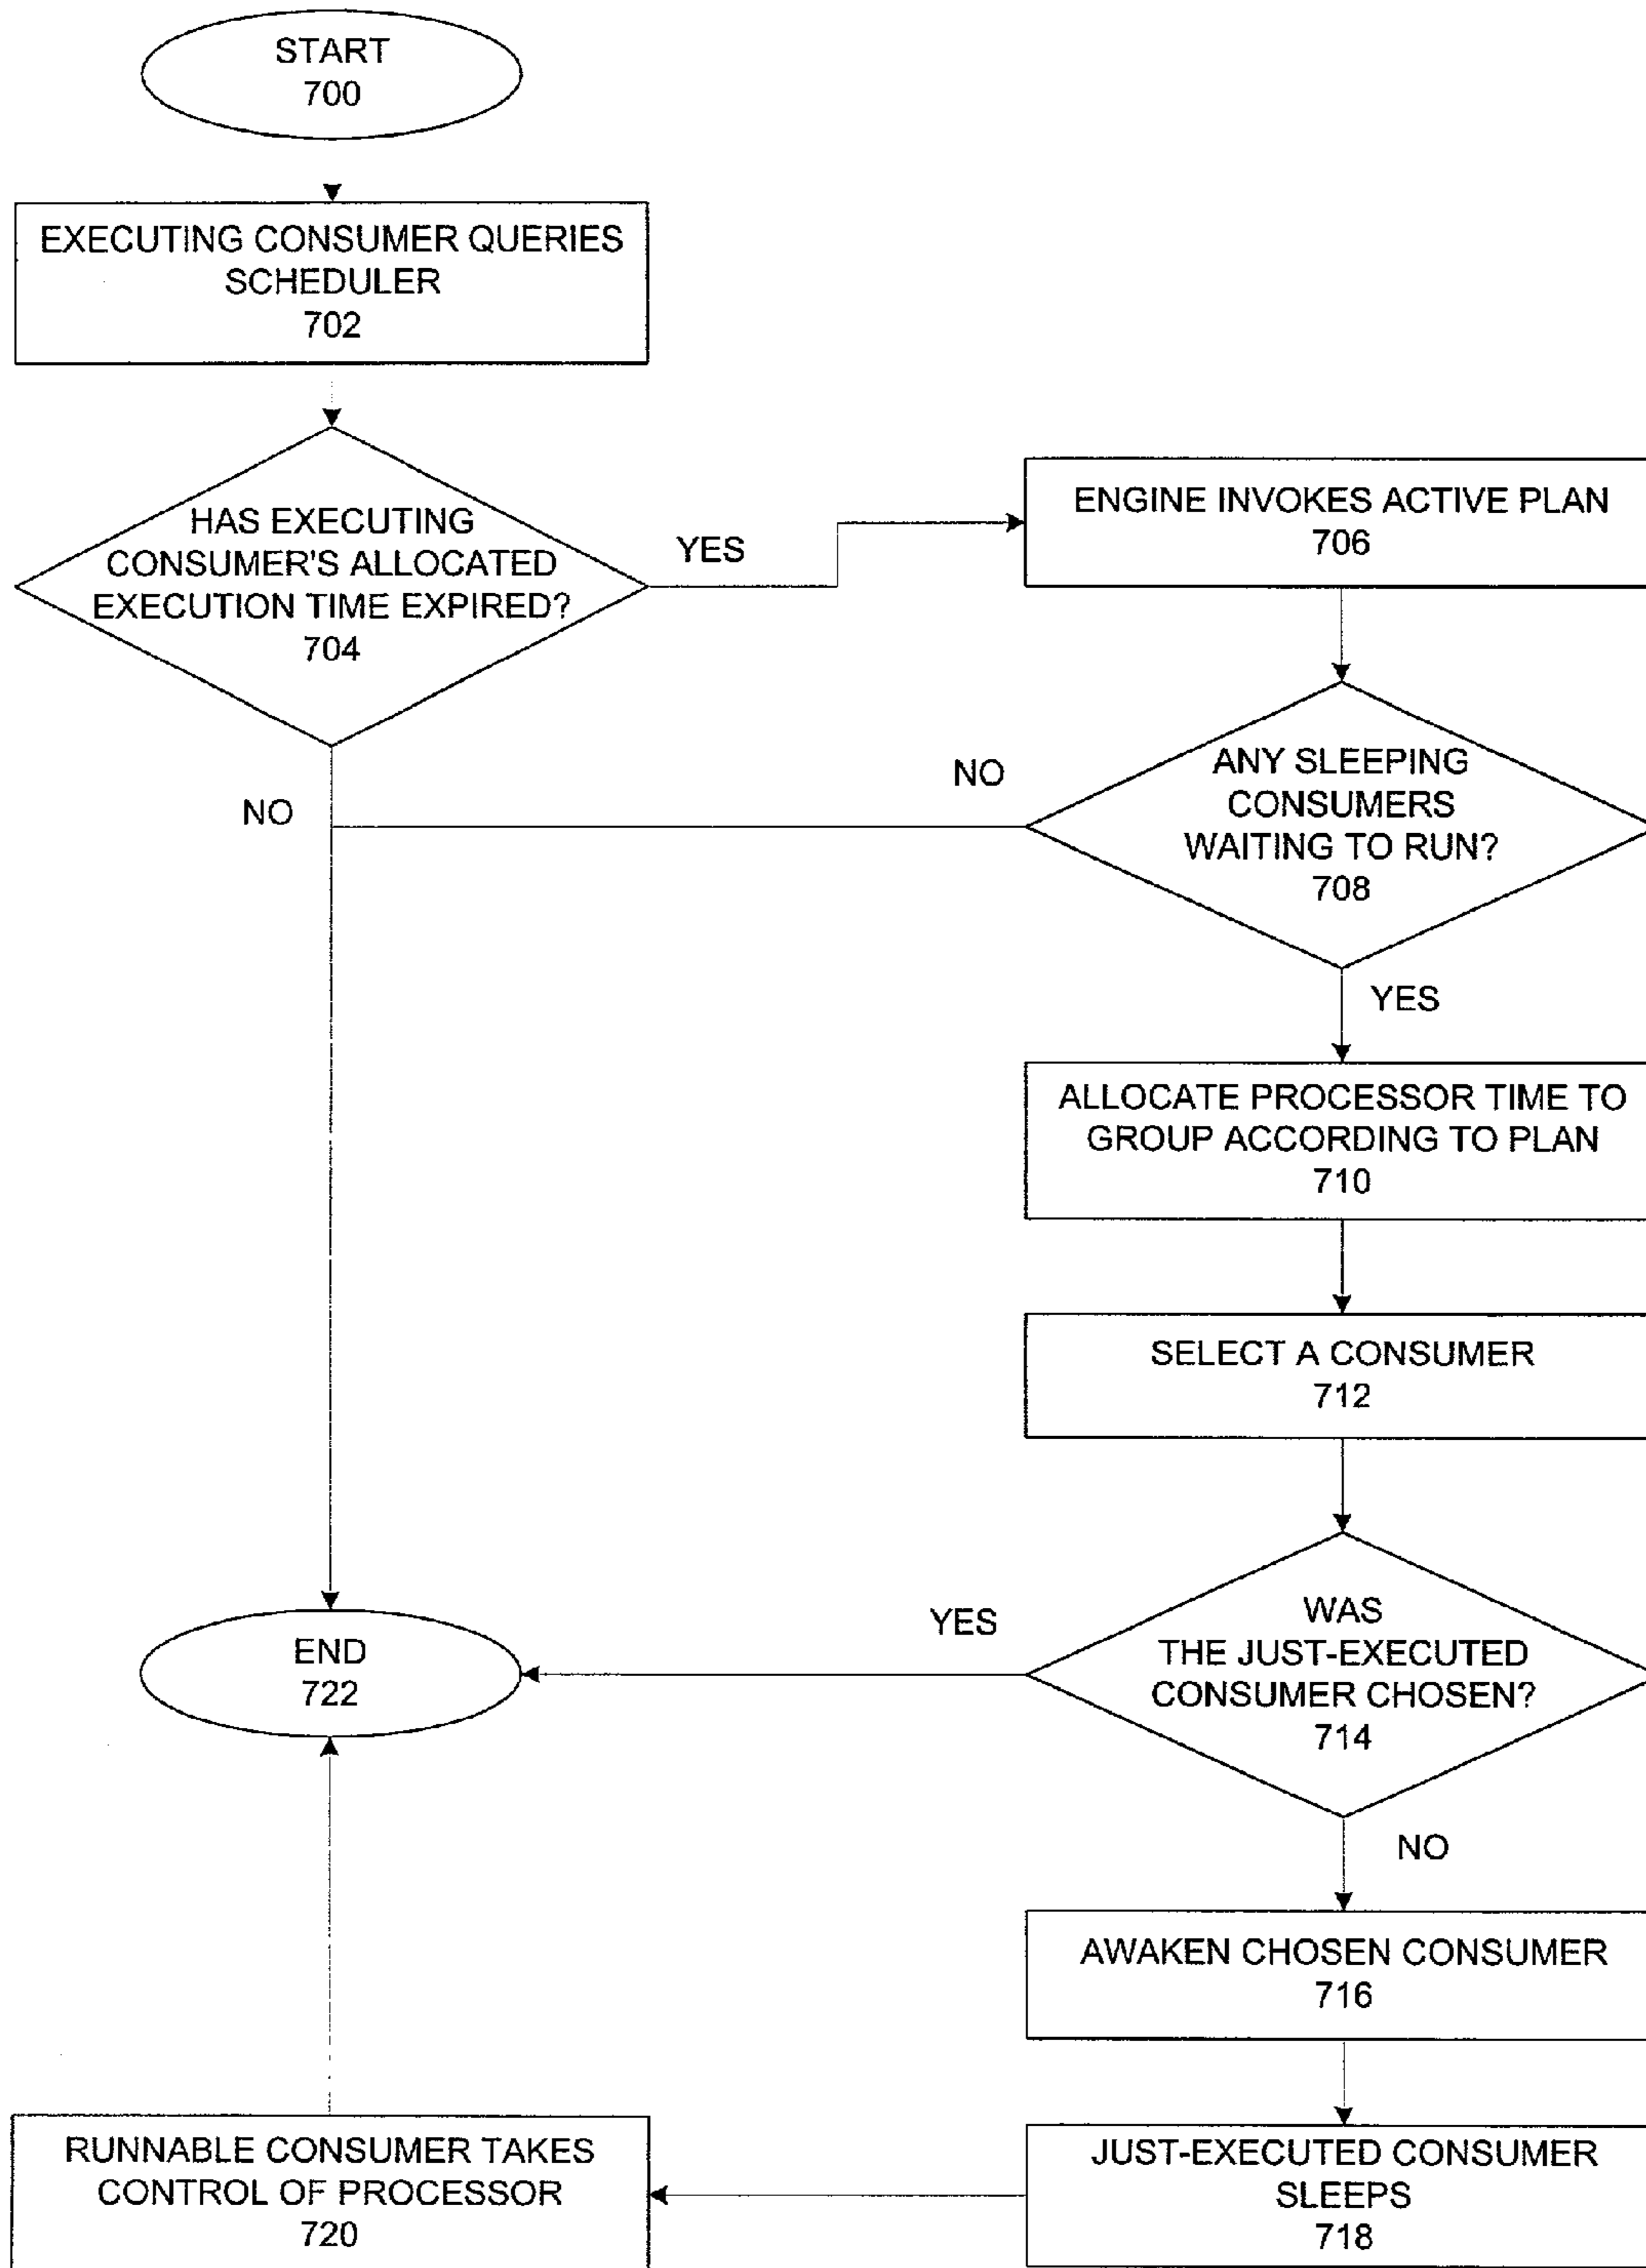 START
700
EXECUTING CONSUMER QUERIES
SCHEDULER
702
HAS EXECUTING
CONSUMER'S ALLOCATED
EXECUTION TIME EXPIRED?
704
YES
NO
ENGINE INVOKES ACTIVE PLAN
706
ANY SLEEPING
CONSUMERS
WAITING TO RUN?
708
NO
YES
ALLOCATE PROCESSOR TIME TO
GROUP ACCORDING TO PLAN
710
SELECT A CONSUMER
712
WAS
THE JUST-EXECUTED
CONSUMER CHOSEN?
714
YES
NO
END
722
AWAKEN CHOSEN CONSUMER
716
JUST-EXECUTED CONSUMER
SLEEPS
718
RUNNABLE CONSUMER TAKES
CONTROL OF PROCESSOR
720